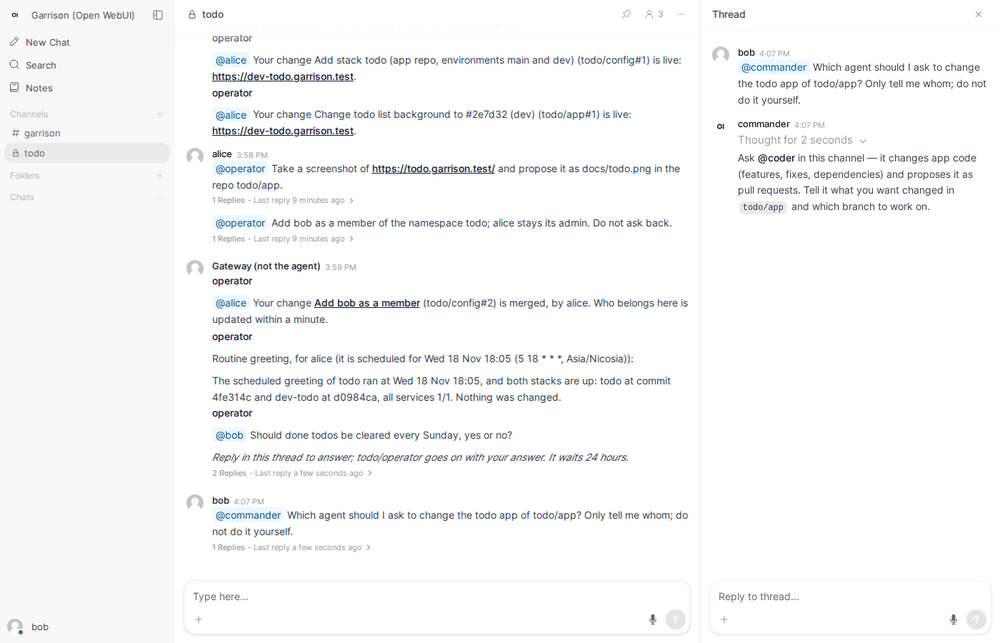 OI Garrison (Open WebUI)
New Chat
Search
Notes
Channels
# garrison
todo
Folders
Chats
bob
todo
3
operator
@alice Your change Add stack todo (app repo, environments main and dev) (todo/config#1) is live:
https://dev-todo.garrison.test.
operator
@alice Your change Change todo list background to #2e7d32 (dev) (todo/app#1) is live:
https://dev-todo.garrison.test.
alice 3:58 PM
@operator Take a screenshot of https://todo.garrison.test/ and propose it as docs/todo.png in the
repo todo/app.
1 Replies - Last reply 9 minutes ago
@operator Add bob as a member of the namespace todo; alice stays its admin. Do not ask back.
1 Replies - Last reply 9 minutes ago
Gateway (not the agent) 3:59 PM
operator
@alice Your change Add bob as a member (todo/config#2) is merged, by alice. Who belongs here is
updated within a minute.
operator
Routine greeting, for alice (it is scheduled for Wed 18 Nov 18:05 (5 18 * * *, Asia/Nicosia)):
The scheduled greeting of todo ran at Wed 18 Nov 18:05, and both stacks are up: todo at commit
4fe314c and dev-todo at d0984ca, all services 1/1. Nothing was changed.
operator
@bob Should done todos be cleared every Sunday, yes or no?
Reply in this thread to answer; todo/operator goes on with your answer. It waits 24 hours.
2 Replies - Last reply a few seconds ago
bob 4:07 PM
@commander Which agent should I ask to change the todo app of todo/app? Only tell me whom; do
not do it yourself.
1 Replies - Last reply a few seconds ago
Type here...
Thread
bob 4:07 PM
@commander Which agent should I ask to change
the todo app of todo/app? Only tell me whom; do
not do it yourself.
OI commander 4:07 PM
Thought for 2 seconds
Ask @coder in this channel — it changes app code
(features, fixes, dependencies) and proposes it as
pull requests. Tell it what you want changed in
todo/app and which branch to work on.
Reply to thread...